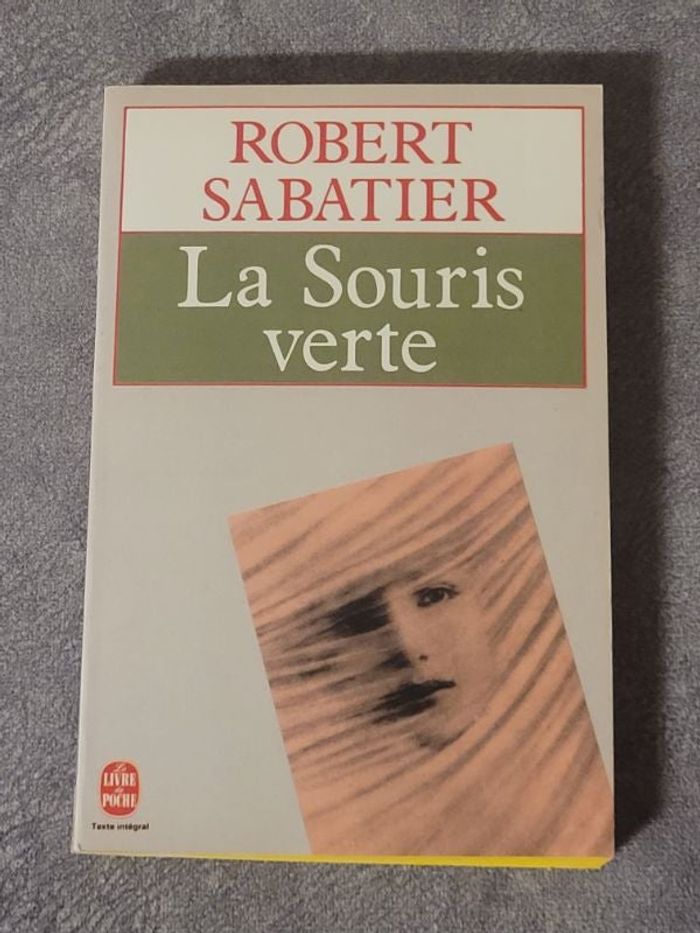 ROBERT
SABATIER
La Souris
verte
Le
LIVRE
de
POCHE
Texte intégral